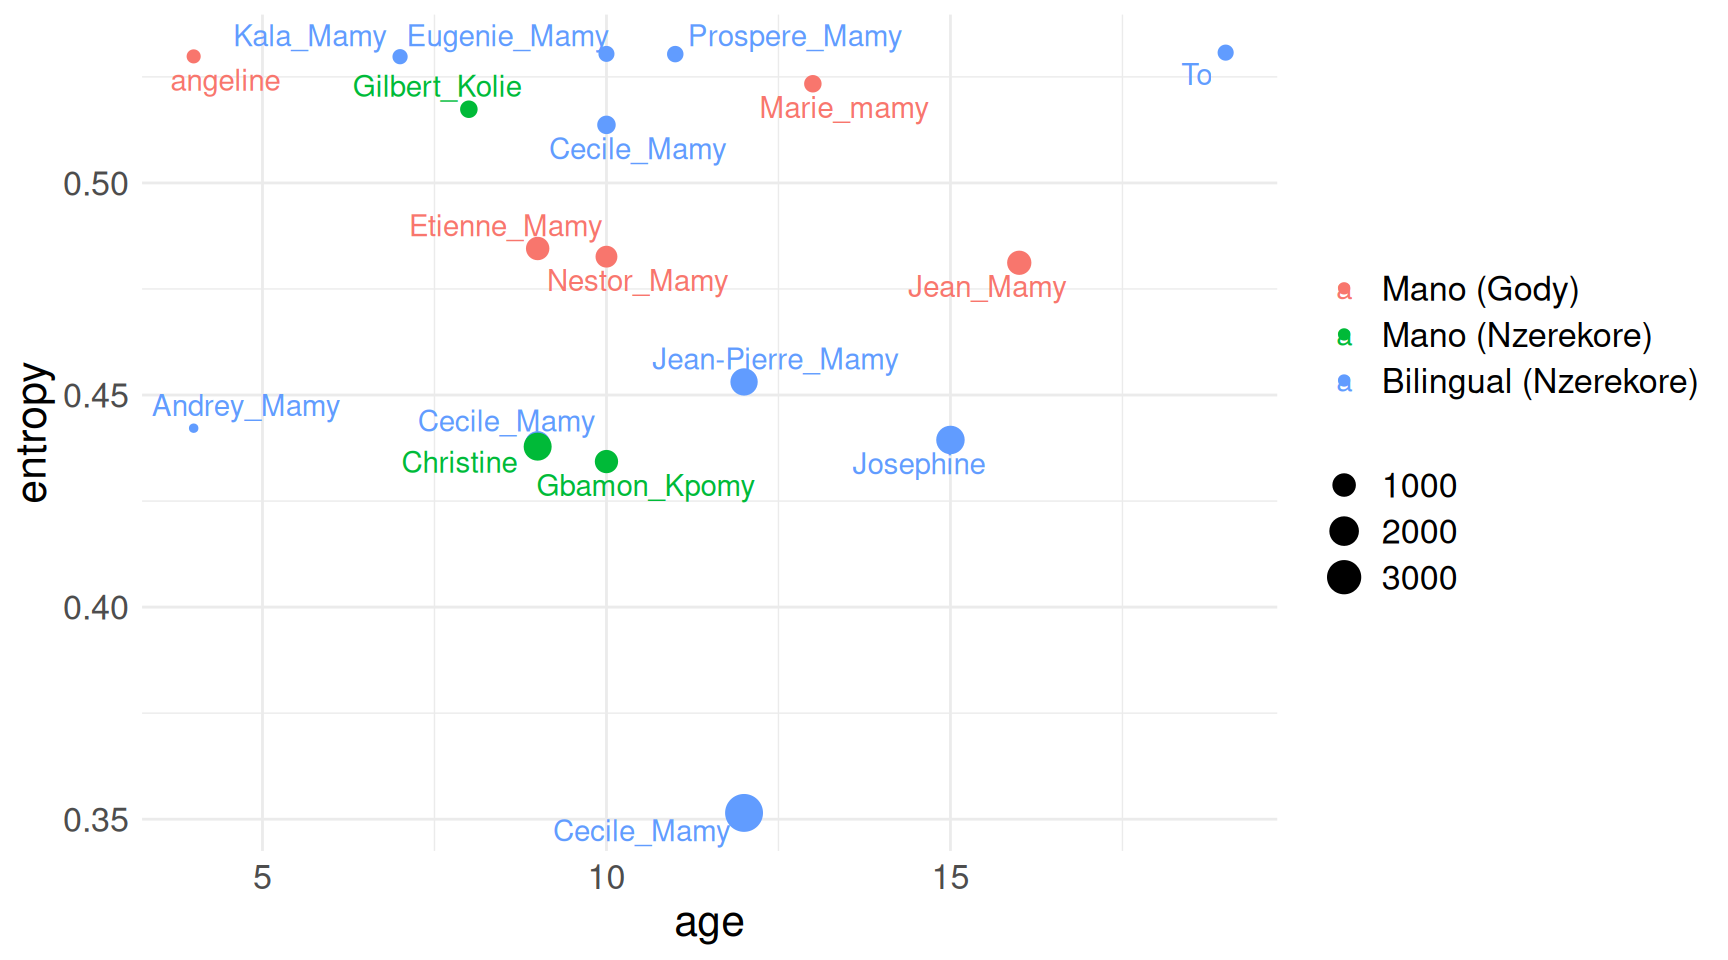 Kala_Mamy
Eugenie_Mamy
Prospere_Mamy
To
angeline
Gilbert_Kolie
Marie_mamy
Cecile_Mamy
0.50
Etienne_Mamy
Nestor_Mamy
Jean_Mamy
Jean-Pierre_Mamy
0.45
Andrey_Mamy
Cecile_Mamy
Christine
Gbamon_Kpomy
Josephine
0.40
0.35
Cecile_Mamy
5
10
15
age
entropy
a Mano (Gody)
a Mano (Nzerekore)
a Bilingual (Nzerekore)
1000
2000
3000